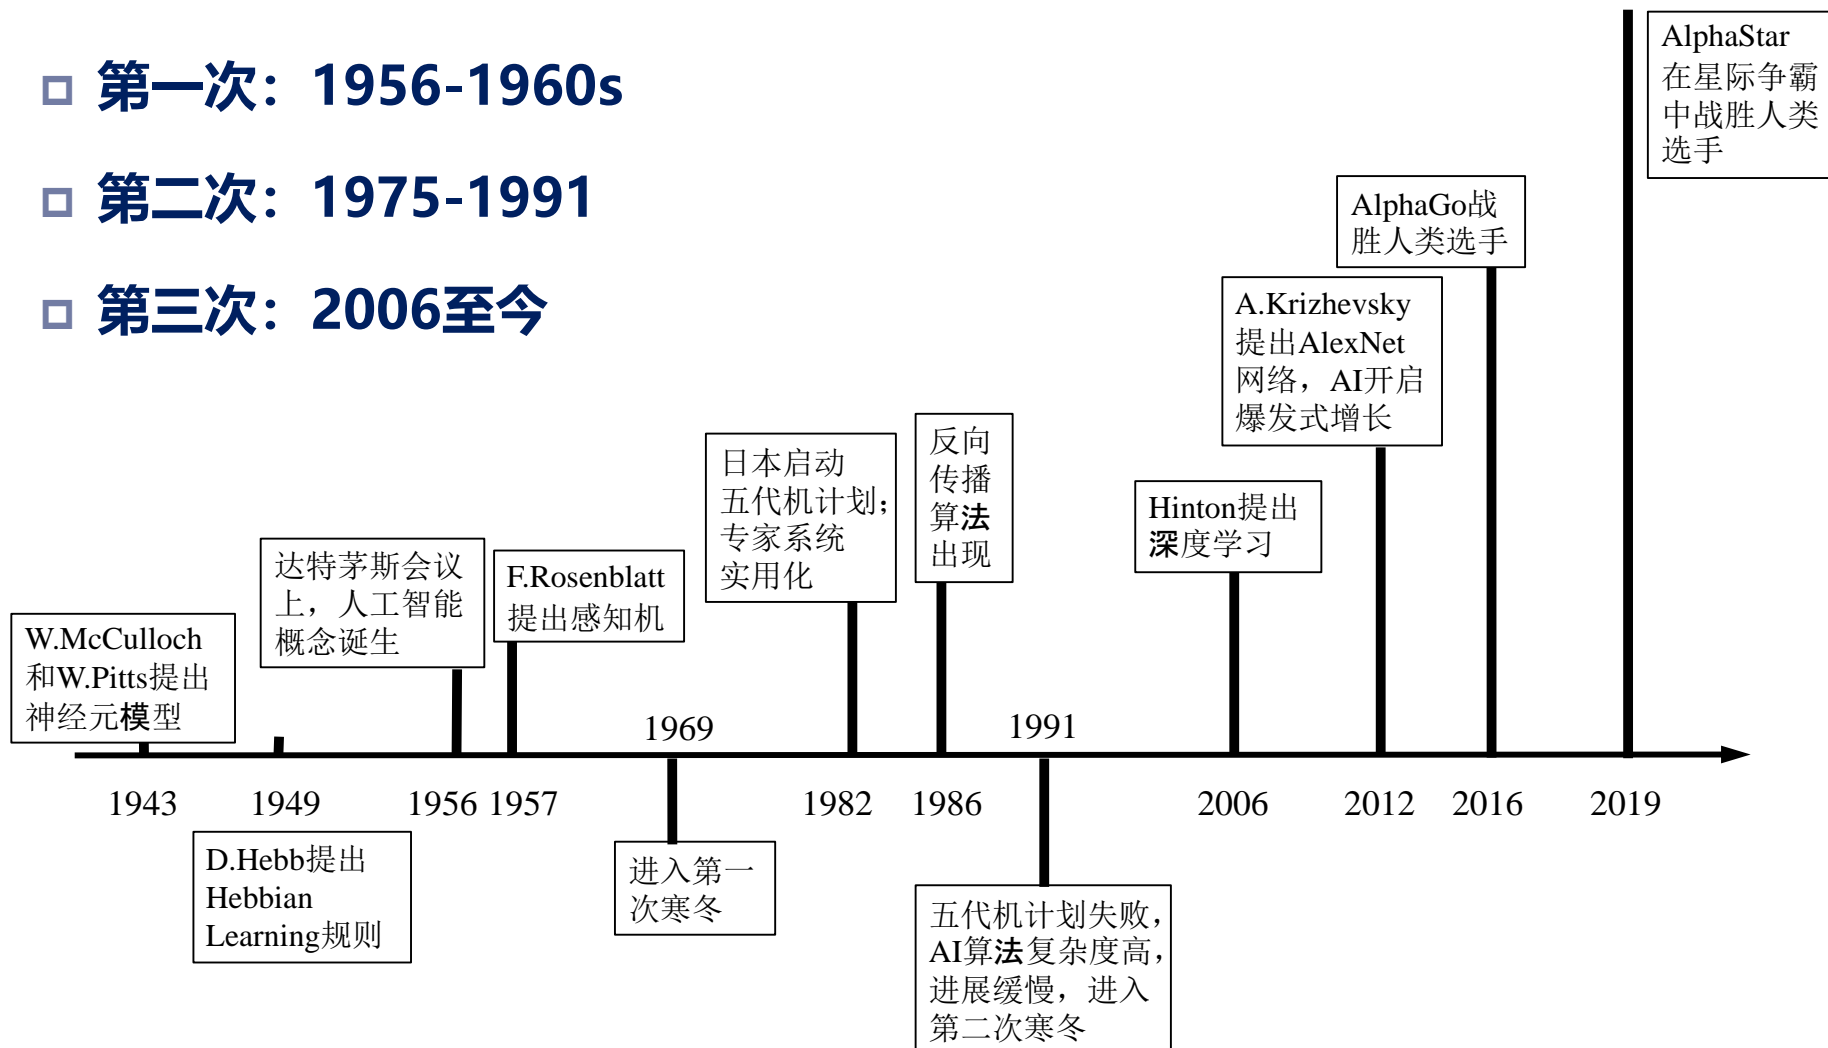 第一次：1956-1960s
第二次：1975-1991
第三次：2006至今
W.McCulloch
和W.Pitts提出
神经元模型
达特茅斯会议
上，人工智能
概念诞生
F.Rosenblatt
提出感知机
日本启动
五代机计划；
专家系统
实用化
反向
传播
算法
出现
Hinton提出
深度学习
A.Krizhevsky
提出AlexNet
网络，AI开启
爆发式增长
AlphaGo战
胜人类选手
AlphaStar
在星际争霸
中战胜人类
选手
1969
1991
1943
1949
1956
1957
1982
1986
2006
2012
2016
2019
D.Hebb提出
Hebbian
Learning规则
进入第一
次寒冬
五代机计划失败，
AI算法复杂度高，
进展缓慢，进入
第二次寒冬